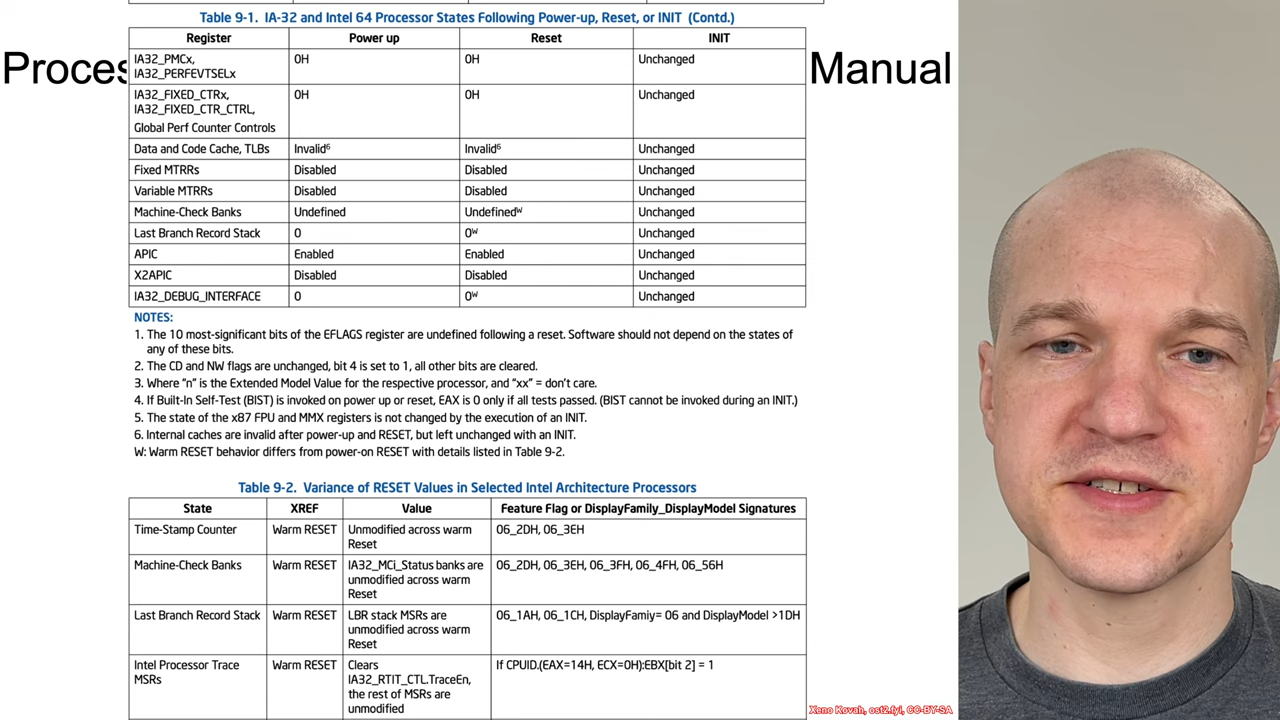 Table 9-1. IA-32 and Intel 64 Processor States Following Power-up, Reset, or INIT (Contd.)
Register Power up Reset INIT
Proces Manual
IA32_PMCx, 0H 0H Unchanged
IA32_PERFEVTSELx
IA32_FIXED_CTRx, 0H 0H Unchanged
IA32_FIXED_CTR_CTRL,
Global Perf Counter Controls
Data and Code Cache, TLBs Invalid⁶ Invalid⁶ Unchanged
Fixed MTRRs Disabled Disabled Unchanged
Variable MTRRs Disabled Disabled Unchanged
Machine-Check Banks Undefined Undefinedᵂ Unchanged
Last Branch Record Stack 0 0ᵂ Unchanged
APIC Enabled Enabled Unchanged
X2APIC Disabled Disabled Unchanged
IA32_DEBUG_INTERFACE 0 0ᵂ Unchanged
NOTES:
1. The 10 most-significant bits of the EFLAGS register are undefined following a reset. Software should not depend on the states of
any of these bits.
2. The CD and NW flags are unchanged, bit 4 is set to 1, all other bits are cleared.
3. Where “n” is the Extended Model Value for the respective processor, and “xx” = don’t care.
4. If Built-In Self-Test (BIST) is invoked on power up or reset, EAX is 0 only if all tests passed. (BIST cannot be invoked during an INIT.)
5. The state of the x87 FPU and MMX registers is not changed by the execution of an INIT.
6. Internal caches are invalid after power-up and RESET, but left unchanged with an INIT.
W: Warm RESET behavior differs from power-on RESET with details listed in Table 9-2.
Table 9-2. Variance of RESET Values in Selected Intel Architecture Processors
State XREF Value Feature Flag or DisplayFamily_DisplayModel Signatures
Time-Stamp Counter Warm RESET Unmodified across warm 06_2DH, 06_3EH
Reset
Machine-Check Banks Warm RESET IA32_MCi_Status banks are 06_2DH, 06_3EH, 06_3FH, 06_4FH, 06_56H
unmodified across warm
Reset
Last Branch Record Stack Warm RESET LBR stack MSRs are 06_1AH, 06_1CH, DisplayFamiy= 06 and DisplayModel >1DH
unmodified across warm
Reset
Intel Processor Trace Warm RESET Clears If CPUID.(EAX=14H, ECX=0H):EBX[bit 2] = 1
MSRs IA32_RTIT_CTL.TraceEn,
the rest of MSRs are
unmodified
Xeno Kovah, ost2.fyi, CC-BY-SA